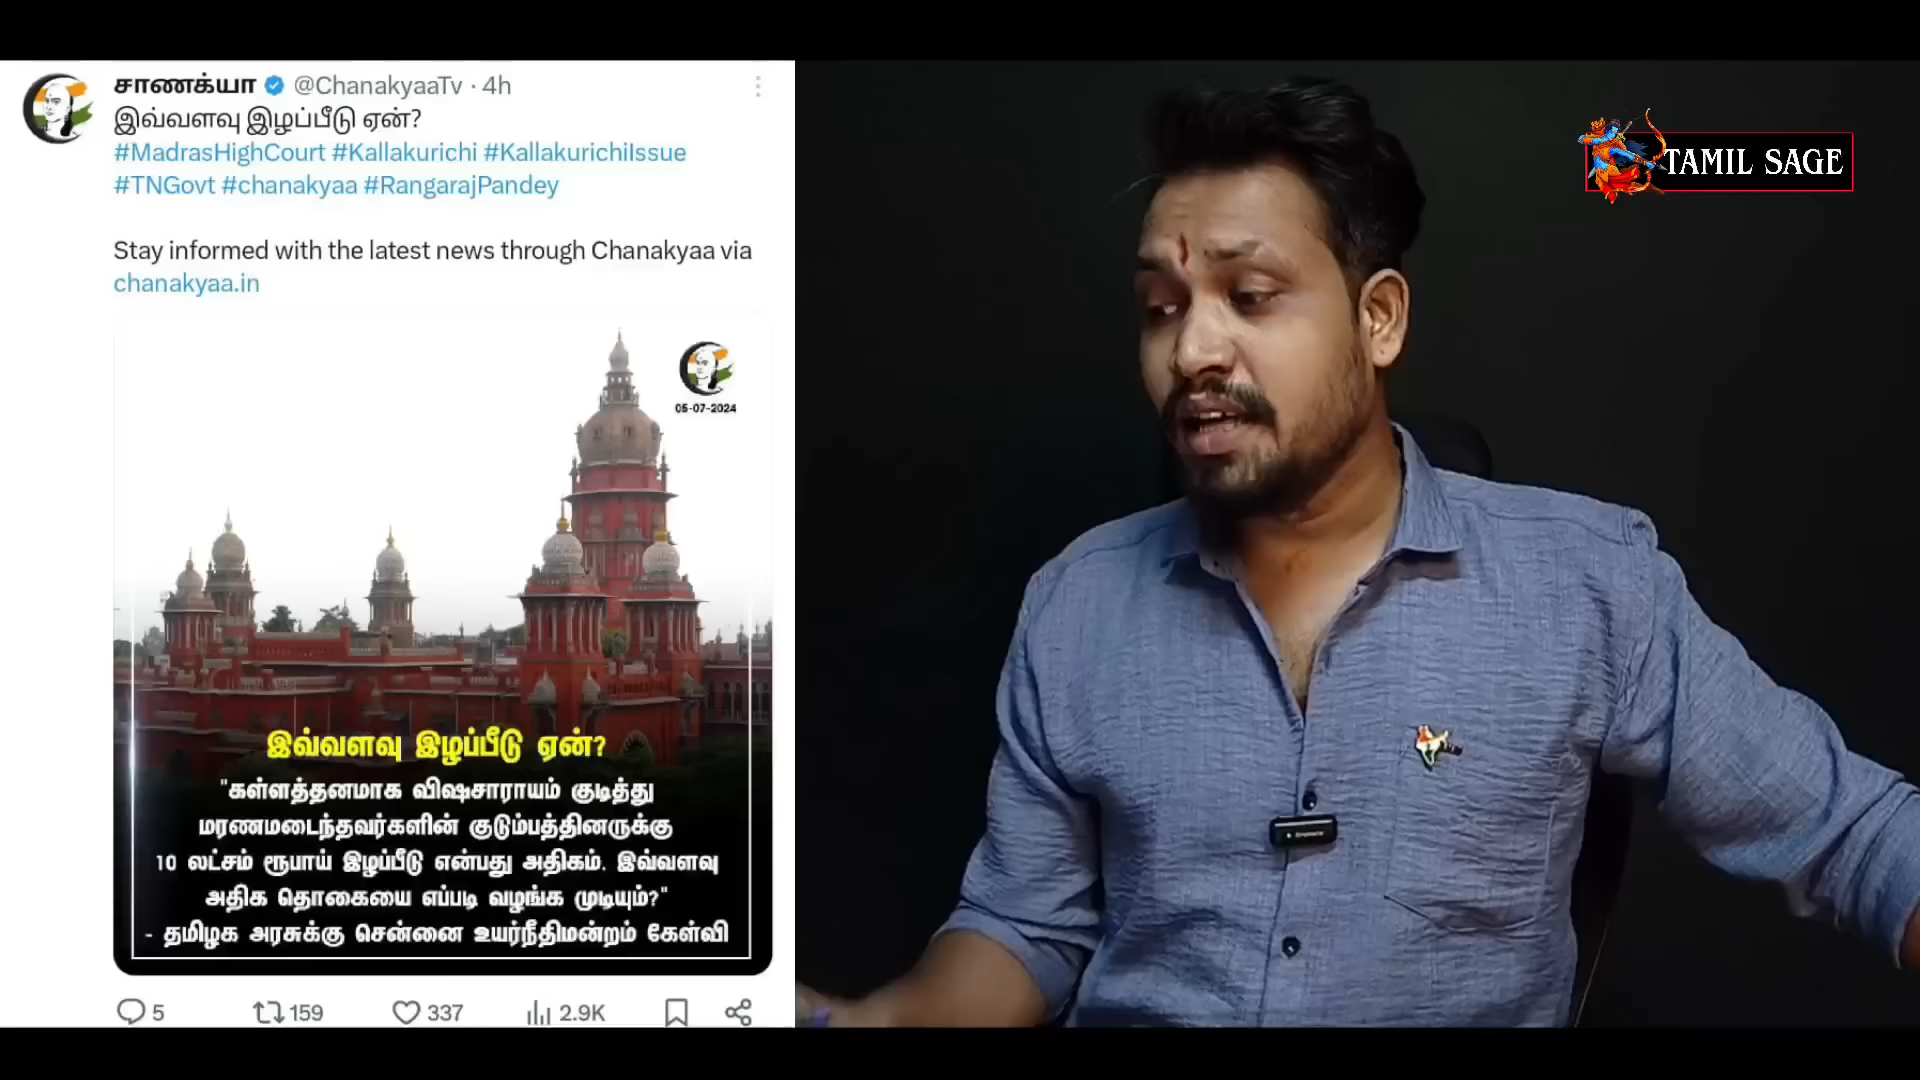 சாணக்யா @ChanakyaaTv · 4h
இவ்வளவு இழப்பீடு ஏன்?
#MadrasHighCourt #Kallakurichi #KallakurichiIssue
#TNGovt #chanakyaa #RangarajPandey
Stay informed with the latest news through Chanakyaa via
chanakyaa.in
05-07-2024
இவ்வளவு இழப்பீடு ஏன்?
"கள்ளத்தனமாக விஷசாராயம் குடித்து
மரணமடைந்தவர்களின் குடும்பத்தினருக்கு
10 லட்சம் ரூபாய் இழப்பீடு என்பது அதிகம். இவ்வளவு
அதிக தொகையை எப்படி வழங்க முடியும்?"
- தமிழக அரசுக்கு சென்னை உயர்நீதிமன்றம் கேள்வி
5 159 337 2.9K
TAMIL SAGE